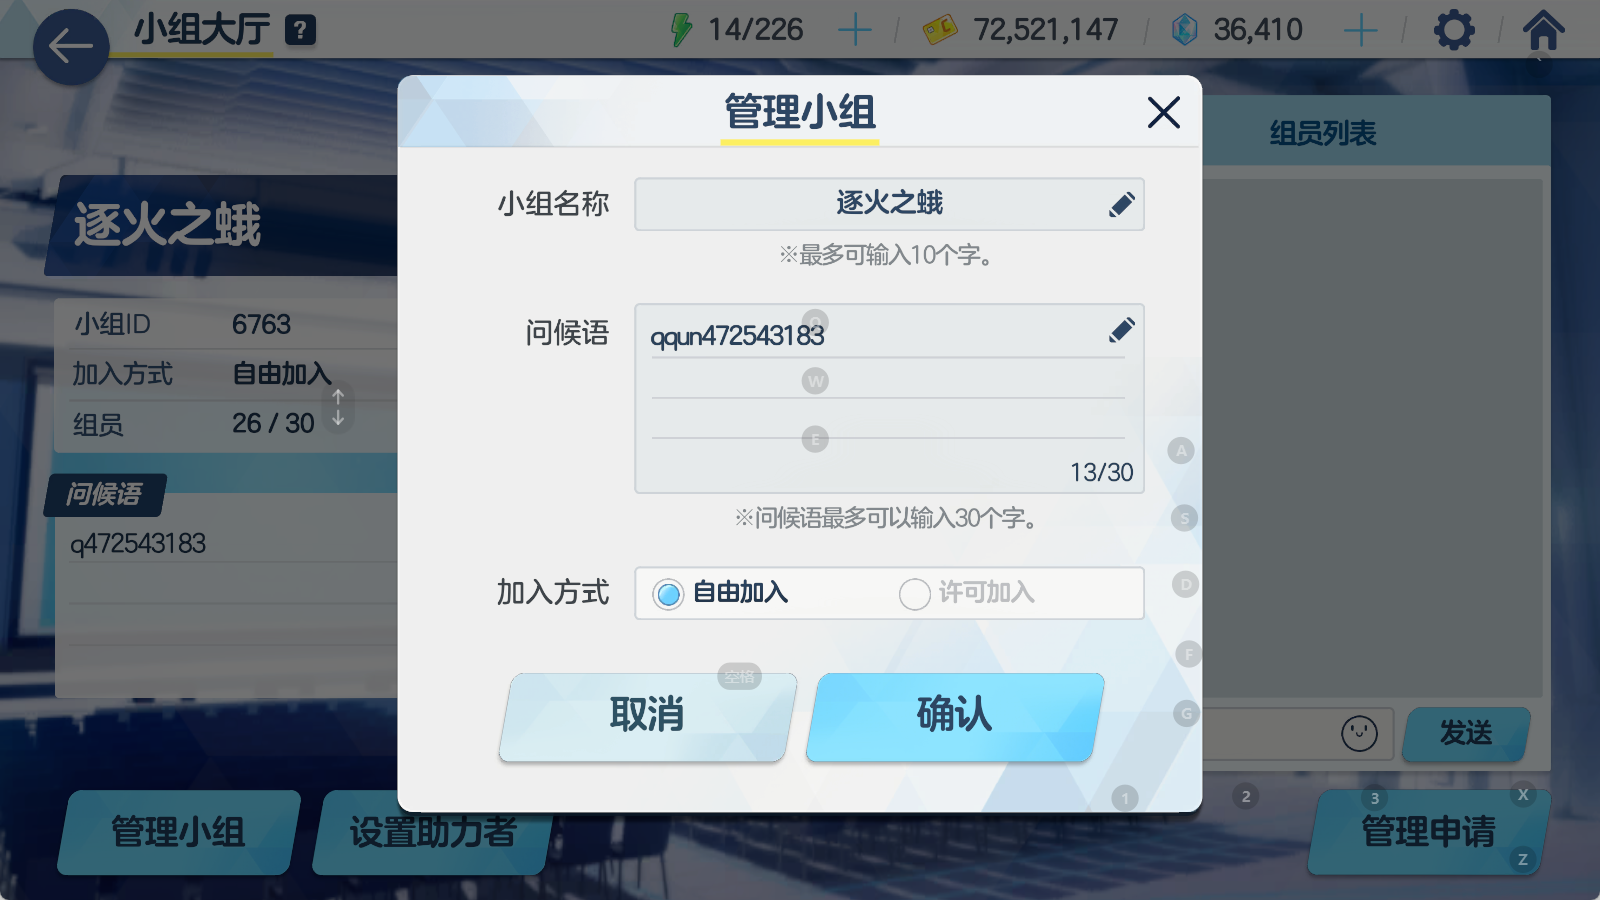 小组大厅 ?
14/226
72,521,147
36,410
管理小组
组员列表
小组名称
逐火之蛾
※最多可输入10个字。
逐火之蛾
小组ID 6763
加入方式 自由加入
组员 26 / 30
问候语
q472543183
问候语
qqun472543183
Q
W
E
13/30
※问候语最多可以输入30个字。
加入方式
自由加入
许可加入
空格
取消
确认
A
S
D
F
G
发送
1
2
3
X
Z
管理小组
设置助力者
管理申请